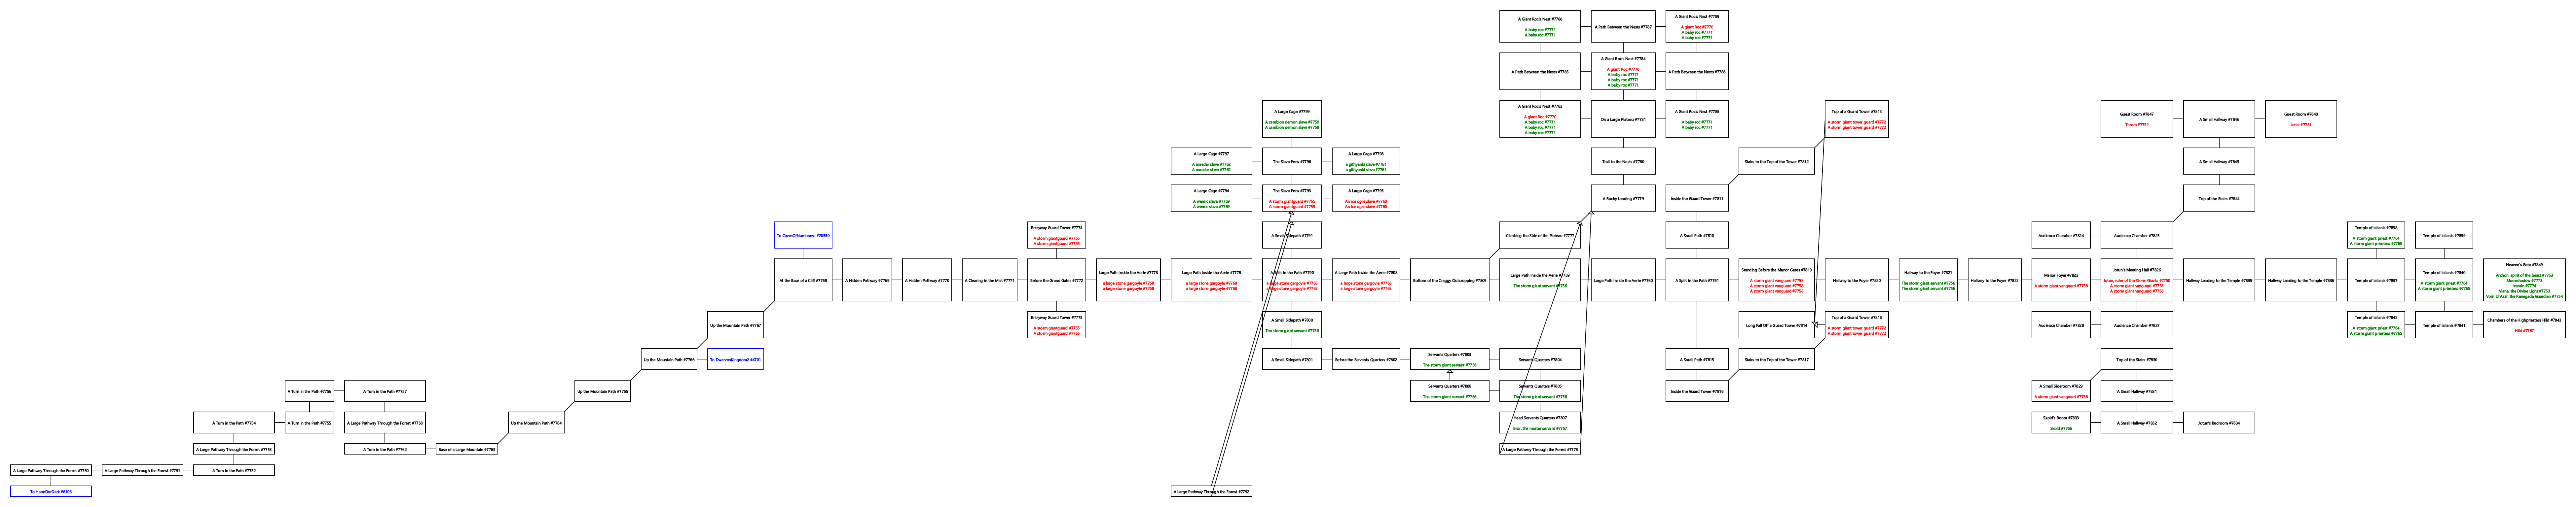 A Giant Roc's Nest #7788
A baby roc #7771
A baby roc #7771
A Path Between the Nests #7787
A Giant Roc's Nest #7789
A giant Roc #7770
A baby roc #7771
A baby roc #7771
A Path Between the Nests #7785
A Giant Roc's Nest #7784
A giant Roc #7770
A baby roc #7771
A baby roc #7771
A baby roc #7771
A Path Between the Nests #7786
A Large Cage #7799
A cambion demon slave #7759
A cambion demon slave #7759
A Giant Roc's Nest #7782
A giant Roc #7770
A baby roc #7771
A baby roc #7771
A baby roc #7771
On a Large Plateau #7781
A Giant Roc's Nest #7783
A baby roc #7771
A baby roc #7771
Top of a Guard Tower #7813
A storm giant tower guard #7772
A storm giant tower guard #7772
Guest Room #7847
Thrym #7752
A Small Hallway #7846
Guest Room #7848
Jarial #7751
A Large Cage #7797
A maedar slave #7762
A maedar slave #7762
The Slave Pens #7796
A Large Cage #7798
a githyanki slave #7761
a githyanki slave #7761
Trail to the Nests #7780
Stairs to the Top of the Tower #7812
A Small Hallway #7845
A Large Cage #7794
A wemic slave #7769
A wemic slave #7769
The Slave Pens #7793
A storm giantguard #7755
A storm giantguard #7755
A Large Cage #7795
An ice ogre slave #7760
An ice ogre slave #7760
A Rocky Landing #7779
Inside the Guard Tower #7811
Top of the Stairs #7844
To CeresOfNumbness #20550
Entryway Guard Tower #7774
A storm giantguard #7755
A storm giantguard #7755
A Small Sidepath #7791
Climbing the Side of the Plateau #7777
A Small Path #7810
Audience Chamber #7824
Audience Chamber #7825
Temple of Iallanis #7838
A storm giant priest #7764
A storm giant priestess #7765
Temple of Iallanis #7839
At the Base of a Cliff #7768
A Hidden Pathway #7769
A Hidden Pathway #7770
A Clearing in the Mist #7771
Before the Grand Gates #7772
Large Path Inside the Aerie #7773
a large stone gargoyle #7768
a large stone gargoyle #7768
Large Path Inside the Aerie #7776
a large stone gargoyle #7768
a large stone gargoyle #7768
A Split in the Path #7790
a large stone gargoyle #7768
a large stone gargoyle #7768
A Large Path Inside the Aerie #7808
a large stone gargoyle #7768
a large stone gargoyle #7768
Bottom of the Craggy Outcropping #7809
Large Path Inside the Aerie #7759
The storm giant servant #7756
Large Path Inside the Aerie #7760
A Split in the Path #7761
Standing Before the Manor Gates #7819
A storm giant vanguard #7758
A storm giant vanguard #7758
A storm giant vanguard #7758
Hallway to the Foyer #7820
Hallway to the Foyer #7821
The storm giant servant #7756
The storm giant servant #7756
Hallway to the Foyer #7822
Manor Foyer #7823
A storm giant vanguard #7758
Jotun's Meeting Hall #7826
Jotun, ruler of the Storm Giants #7750
A storm giant vanguard #7758
A storm giant vanguard #7758
Hallway Leading to the Temple #7835
Hallway Leading to the Temple #7836
Temple of Iallanis #7837
Temple of Iallanis #7840
A storm giant priest #7764
A storm giant priestess #7765
Heaven's Gate #7849
Archon, spirit of the beast #7763
Moonshadow #7773
Ivorah #7774
Viana, the Divine Light #7753
Vron Ul'Aziz, the Renegade Guardian #7754
Up the Mountain Path #7767
Entryway Guard Tower #7775
A storm giantguard #7755
A storm giantguard #7755
A Small Sidepath #7800
The storm giant servant #7756
Long Fall Off a Guard Tower #7814
Top of a Guard Tower #7818
A storm giant tower guard #7772
A storm giant tower guard #7772
Audience Chamber #7828
Audience Chamber #7827
Temple of Iallanis #7842
A storm giant priest #7764
A storm giant priestess #7765
Temple of Iallanis #7841
Chambers of the Highpriestess Hild #7843
Hild #7767
Up the Mountain Path #7766
To DwarvenKingdom2 #4701
A Small Sidepath #7801
Before the Servants Quarters #7802
Servants Quarters #7803
The storm giant servant #7756
Servants Quarters #7804
A Small Path #7815
Stairs to the Top of the Tower #7817
Top of the Stairs #7830
A Turn in the Path #7756
A Turn in the Path #7757
Up the Mountain Path #7765
Servants Quarters #7806
The storm giant servant #7756
Servants Quarters #7805
The storm giant servant #7756
Inside the Guard Tower #7816
A Small Sideroom #7829
A storm giant vanguard #7758
A Small Hallway #7831
A Turn in the Path #7754
A Turn in the Path #7755
A Large Pathway Through the Forest #7758
Up the Mountain Path #7764
Head Servants Quarters #7807
Bror, the master servant #7757
Skold's Room #7833
Skold #7766
A Small Hallway #7832
Jotun's Bedroom #7834
A Large Pathway Through the Forest #7753
A Turn in the Path #7762
Base of a Large Mountain #7763
A Large Pathway Through the Forest #7778
A Large Pathway Through the Forest #7750
A Large Pathway Through the Forest #7751
A Turn in the Path #7752
To HaonDorDark #6103
A Large Pathway Through the Forest #7792